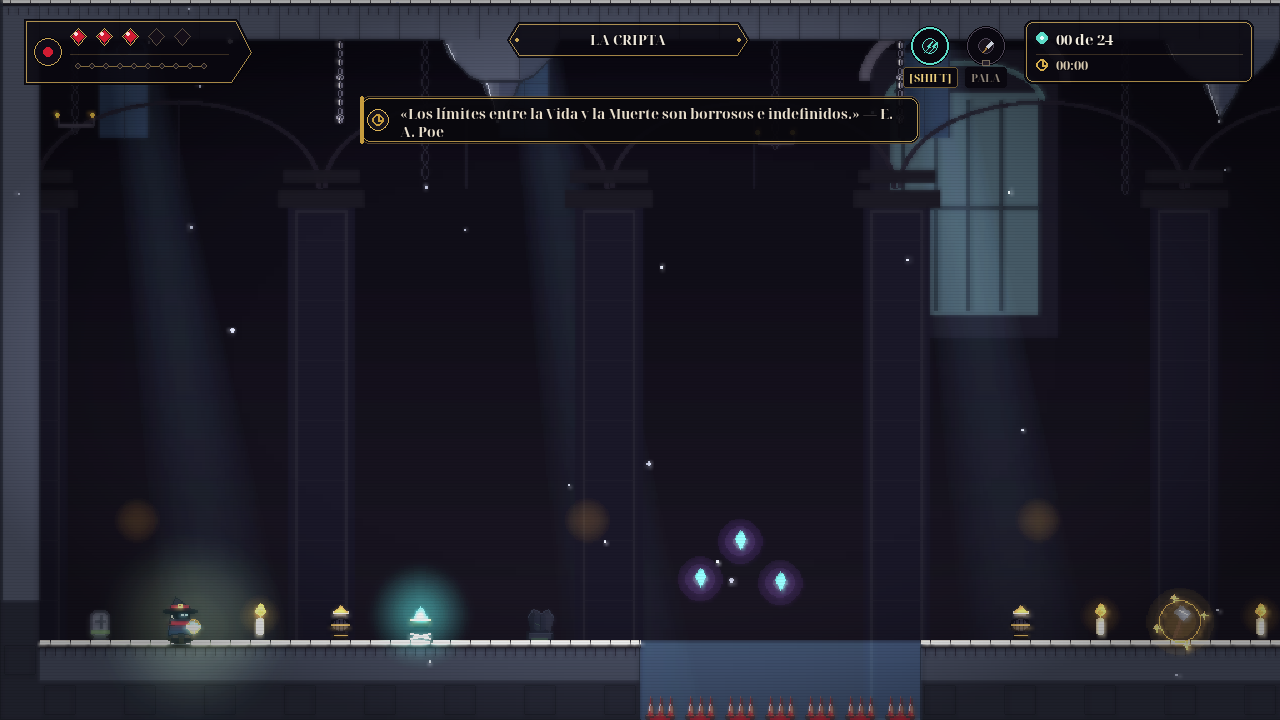 LA CRIPTA
[SHIFT]
PALA
00 de 24
00:00
«Los límites entre la Vida y la Muerte son borrosos e indefinidos.» — E.
A. Poe